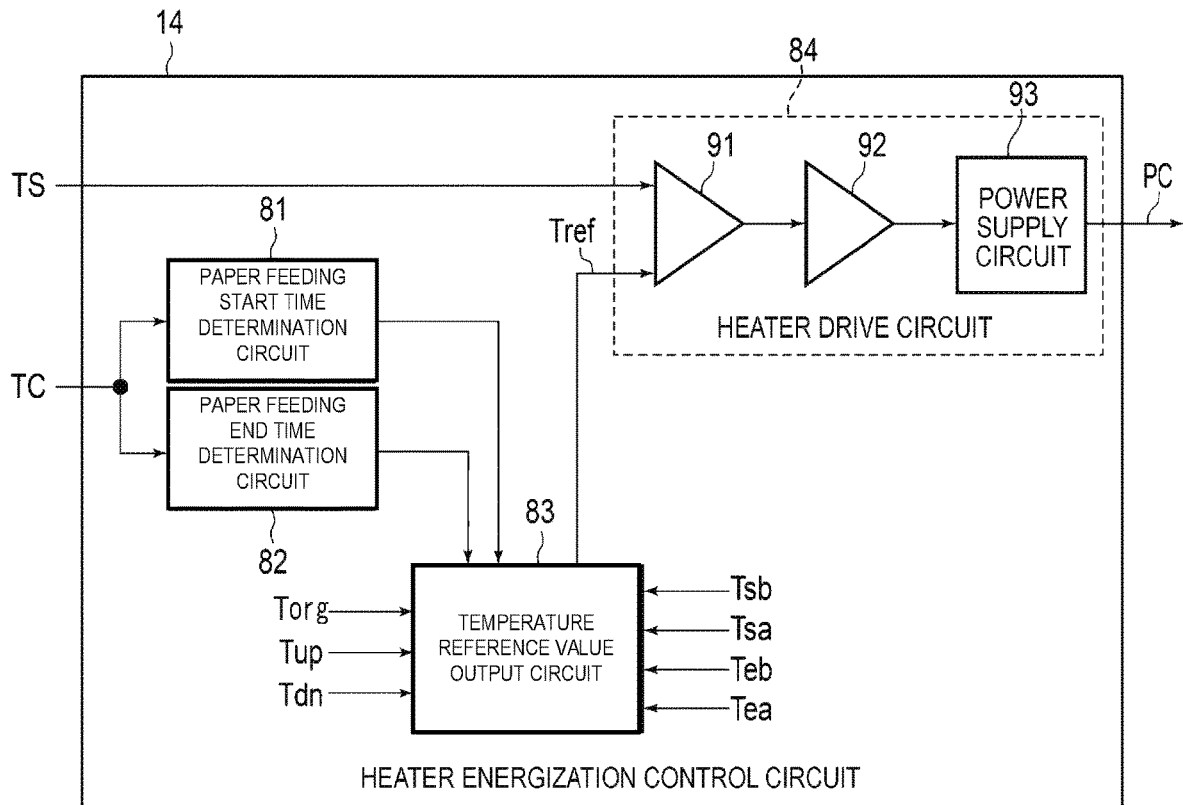 14
84
93
91
92
TS
PC
POWER
SUPPLY
CIRCUIT
81
Tref
PAPER FEEDING
START TIME
DETERMINATION
CIRCUIT
HEATER DRIVE CIRCUIT
TC
PAPER FEEDING
END TIME
DETERMINATION
CIRCUIT
82
83
Torg
Tup
Tdn
TEMPERATURE
REFERENCE VALUE
OUTPUT CIRCUIT
Tsb
Tsa
Teb
Tea
HEATER ENERGIZATION CONTROL CIRCUIT